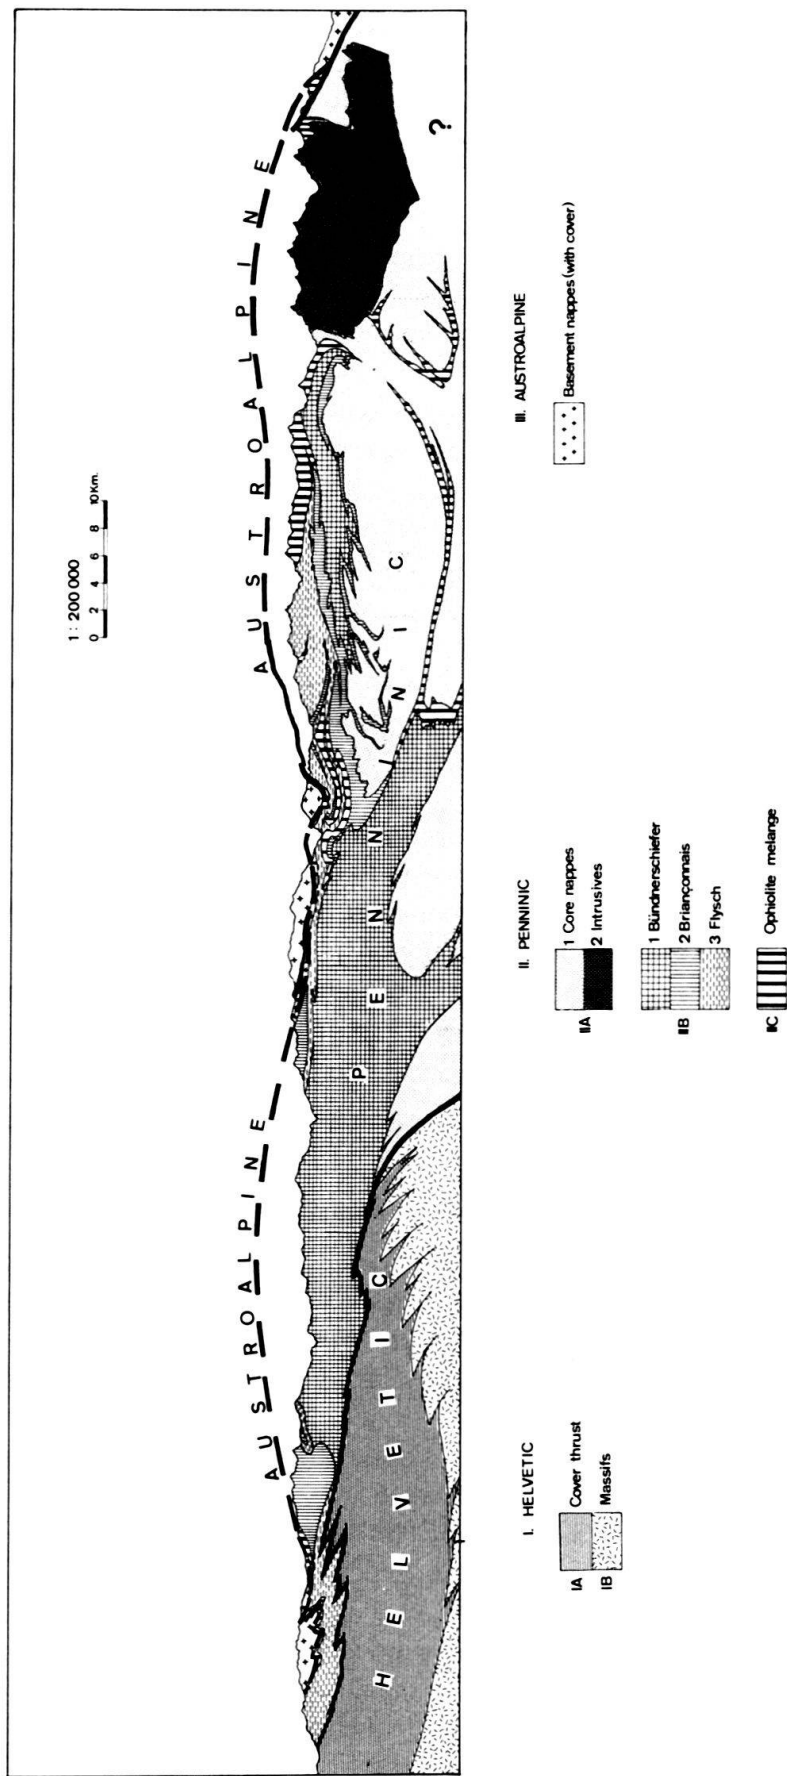 1 : 200 000
0 2 4 6 8 10 Km.
AUSTROALPINE
AUSTROALPINE
HELVETIC
PENNINIC
?
I. HELVETIC
IA Cover thrust
IB Massifs
II. PENNINIC
IIA
1 Core nappes
2 Intrusives
IIB
1 Bündnerschiefer
2 Briançonnais
3 Flysch
IIC Ophiolite melange
III. AUSTROALPINE
Basement nappes (with cover)